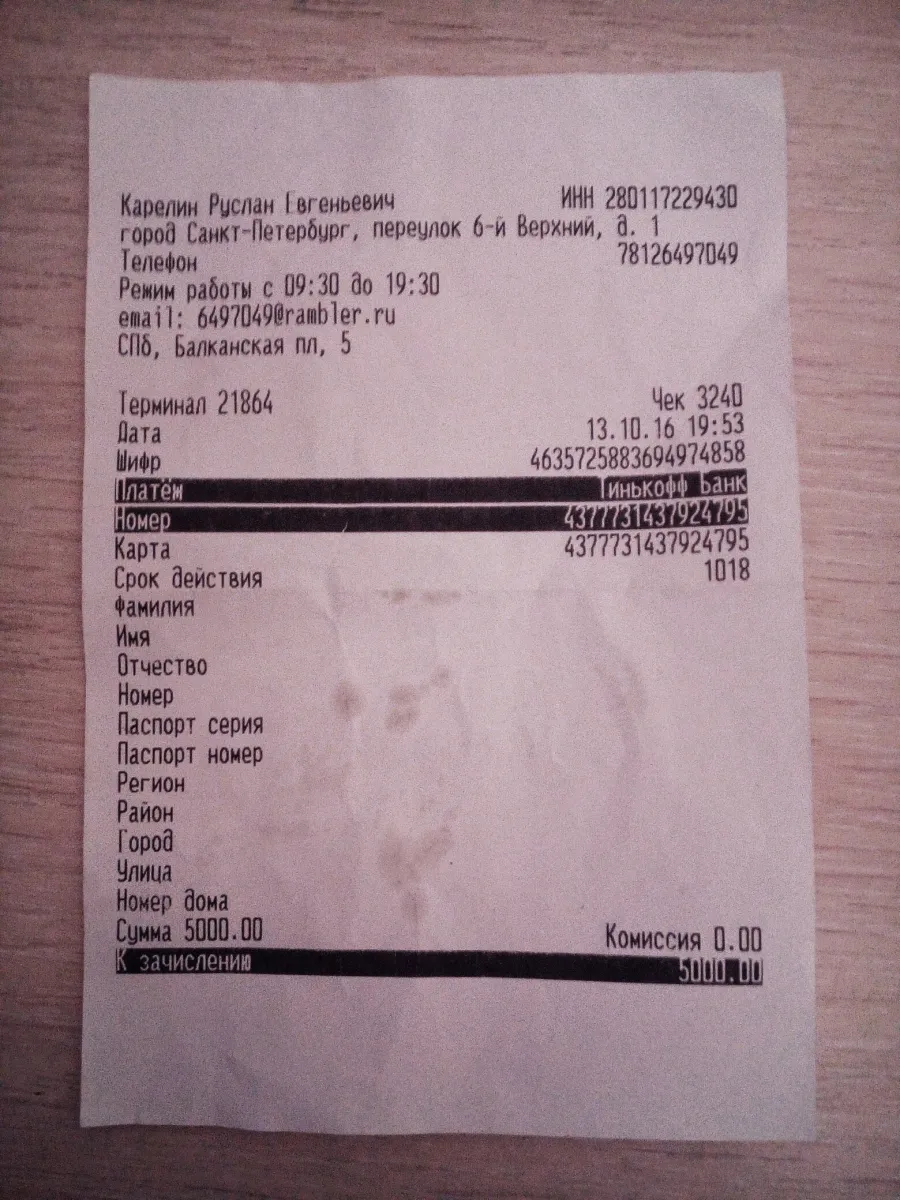 Карелин Руслан Евгеньевич ИНН 280117229430
город Санкт-Петербург, переулок 6-й Верхний, д. 1
Телефон 78126497049
Режим работы с 09:30 до 19:30
email: 6497049@rambler.ru
СПб, Балканская пл, 5
Терминал 21864 Чек 3240
Дата 13.10.16 19:53
Шифр 4635725883694974858
Платёж Тинькофф Банк
Номер 4377731437924795
Карта 4377731437924795
Срок действия 1018
Фамилия
Имя
Отчество
Номер
Паспорт серия
Паспорт номер
Регион
Район
Город
Улица
Номер дома
Сумма 5000.00 Комиссия 0.00
К зачислению 5000.00